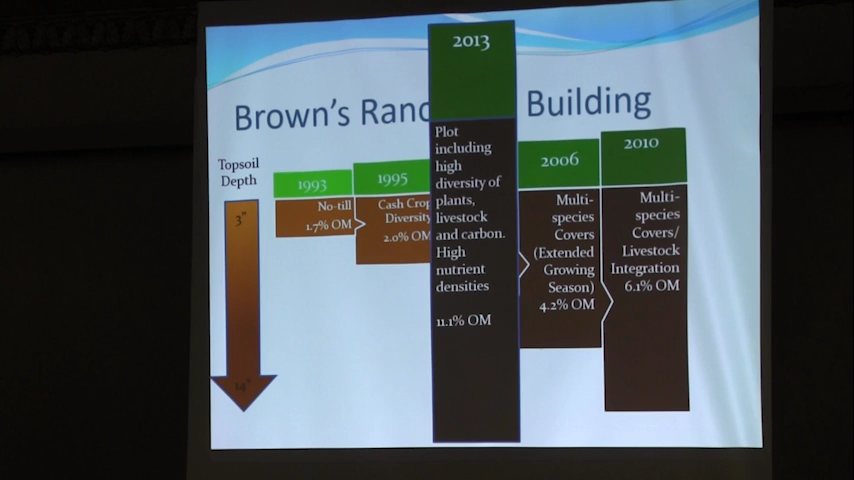 2013
Brown's Ranc Building
Topsoil
Depth
3"
14"
1993
No-till
1.7% OM
1995
Cash Crop
Diversity
2.0% OM
Plot
including
high
diversity of
plants,
livestock
and carbon.
High
nutrient
densities
11.1% OM
2006
Multi-
species
Covers
(Extended
Growing
Season)
4.2% OM
2010
Multi-
species
Covers/
Livestock
Integration
6.1% OM